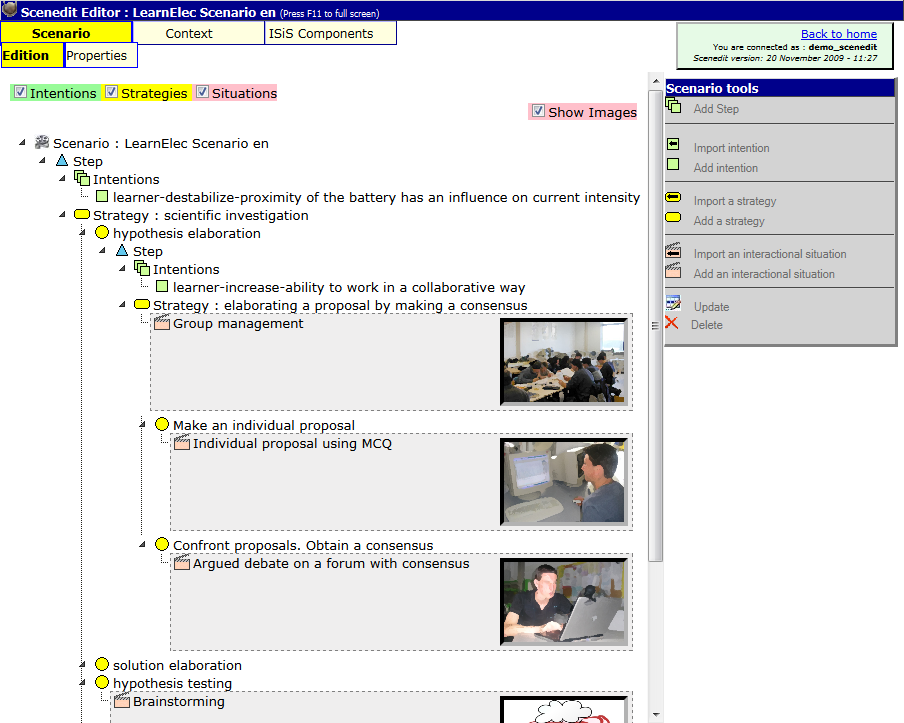 Scenedit Editor : LearnElec Scenario en (Press F11 to full screen)
Scenario Context ISiS Components
Edition Properties
Back to home
You are connected as : demo_scenedit
Scenedit version: 20 November 2009 - 11:27
Intentions Strategies Situations
Show Images
Scenario : LearnElec Scenario en
Step
Intentions
learner-destabilize-proximity of the battery has an influence on current intensity
Strategy : scientific investigation
hypothesis elaboration
Step
Intentions
learner-increase-ability to work in a collaborative way
Strategy : elaborating a proposal by making a consensus
Group management
Make an individual proposal
Individual proposal using MCQ
Confront proposals. Obtain a consensus
Argued debate on a forum with consensus
solution elaboration
hypothesis testing
Brainstorming
Scenario tools
Add Step
Import intention
Add intention
Import a strategy
Add a strategy
Import an interactional situation
Add an interactional situation
Update
Delete